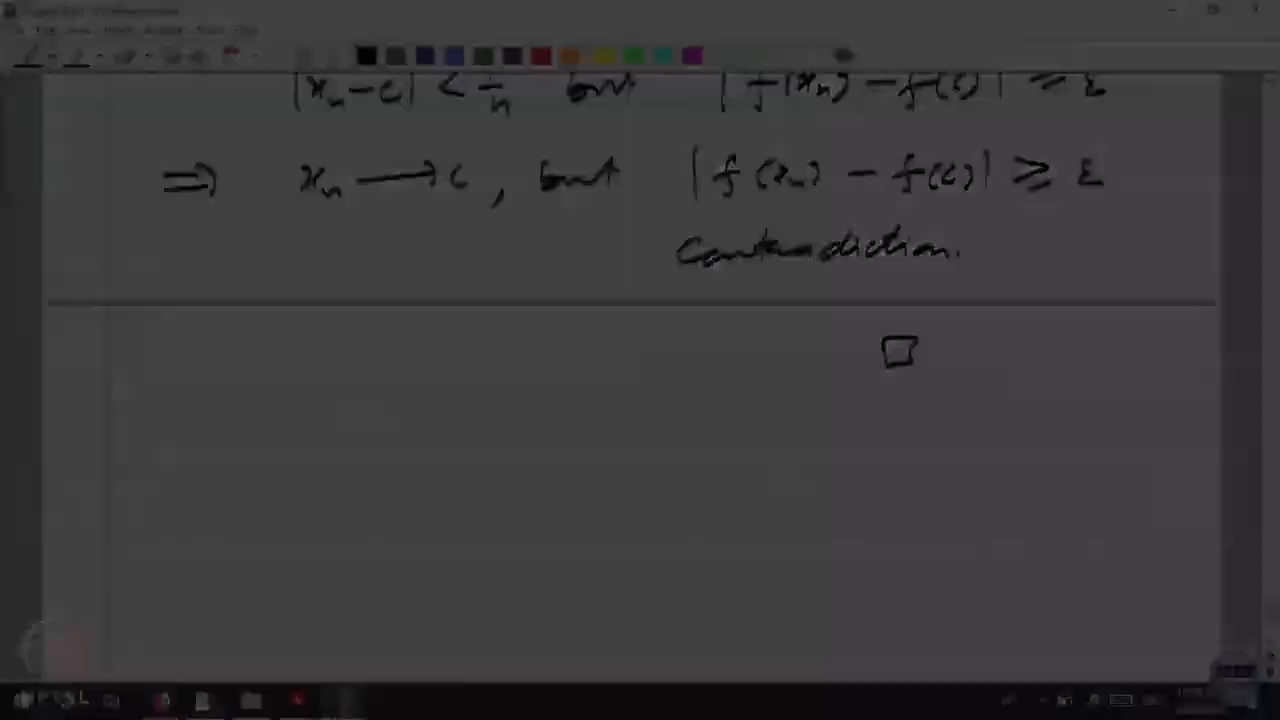 |xₙ - c| < 1/n but |f(xₙ) - f(c)| ≥ ε
⇒ xₙ → c, but |f(xₙ) - f(c)| ≥ ε
Contradiction.
□